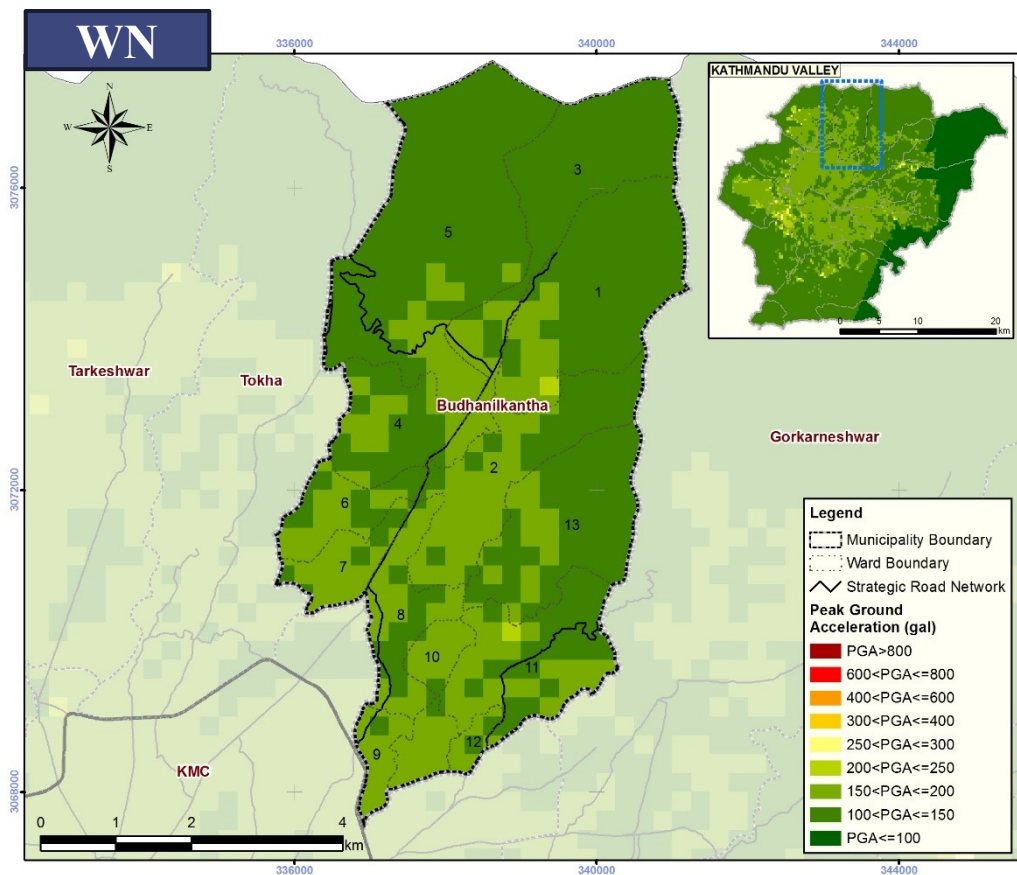 WN
336000
340000
344000
N
W
E
S
KATHMANDU VALLEY
0
5
10
20
km
3076000
3
5
1
Tarkeshwar
Tokha
Budhanilkantha
4
Gorkarneshwar
2
3072000
6
13
7
8
10
11
12
9
KMC
3068000
0
1
2
4
km
Legend
Municipality Boundary
Ward Boundary
Strategic Road Network
Peak Ground
Acceleration (gal)
PGA>800
600<PGA<=800
400<PGA<=600
300<PGA<=400
250<PGA<=300
200<PGA<=250
150<PGA<=200
100<PGA<=150
PGA<=100
336000
340000
344000